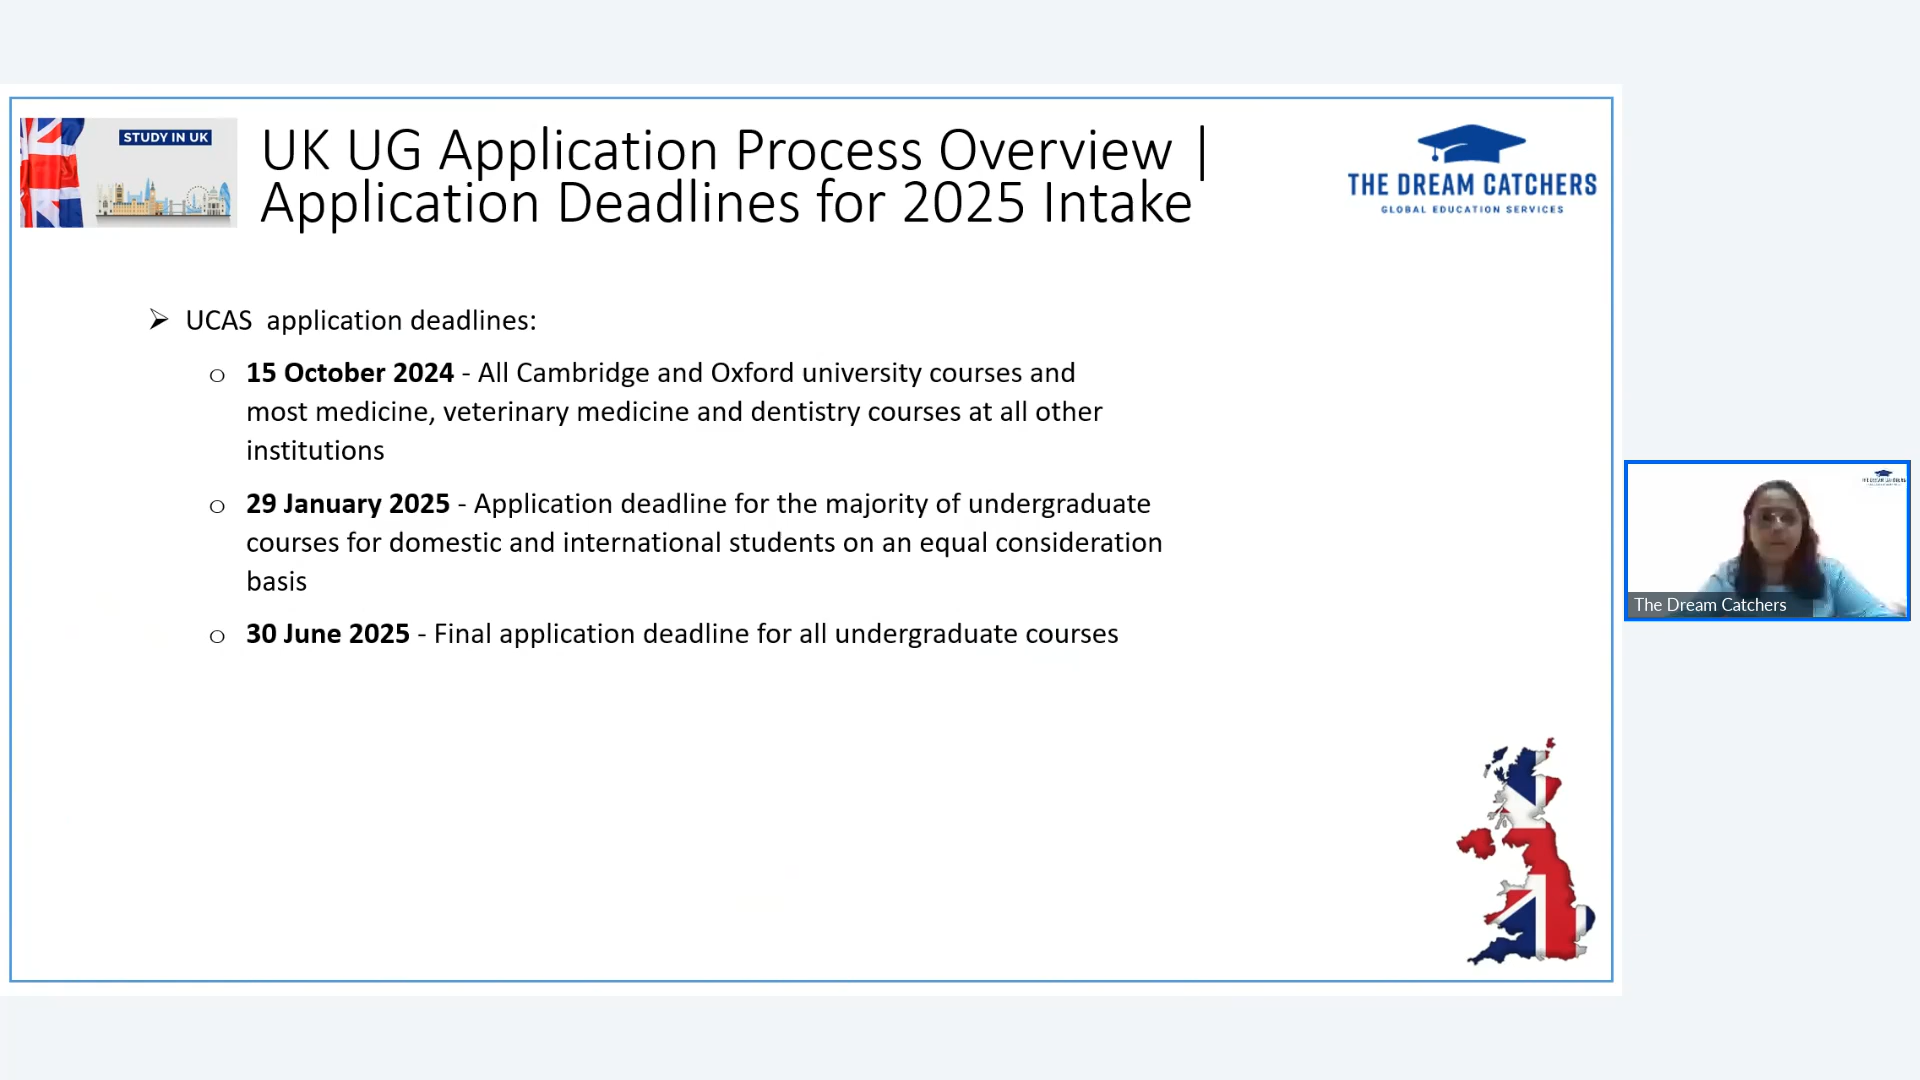 STUDY IN UK
UK UG Application Process Overview |
Application Deadlines for 2025 Intake
THE DREAM CATCHERS
GLOBAL EDUCATION SERVICES
➢ UCAS  application deadlines:
o 15 October 2024 - All Cambridge and Oxford university courses and
most medicine, veterinary medicine and dentistry courses at all other
institutions
o 29 January 2025 - Application deadline for the majority of undergraduate
courses for domestic and international students on an equal consideration
basis
o 30 June 2025 - Final application deadline for all undergraduate courses
The Dream Catchers